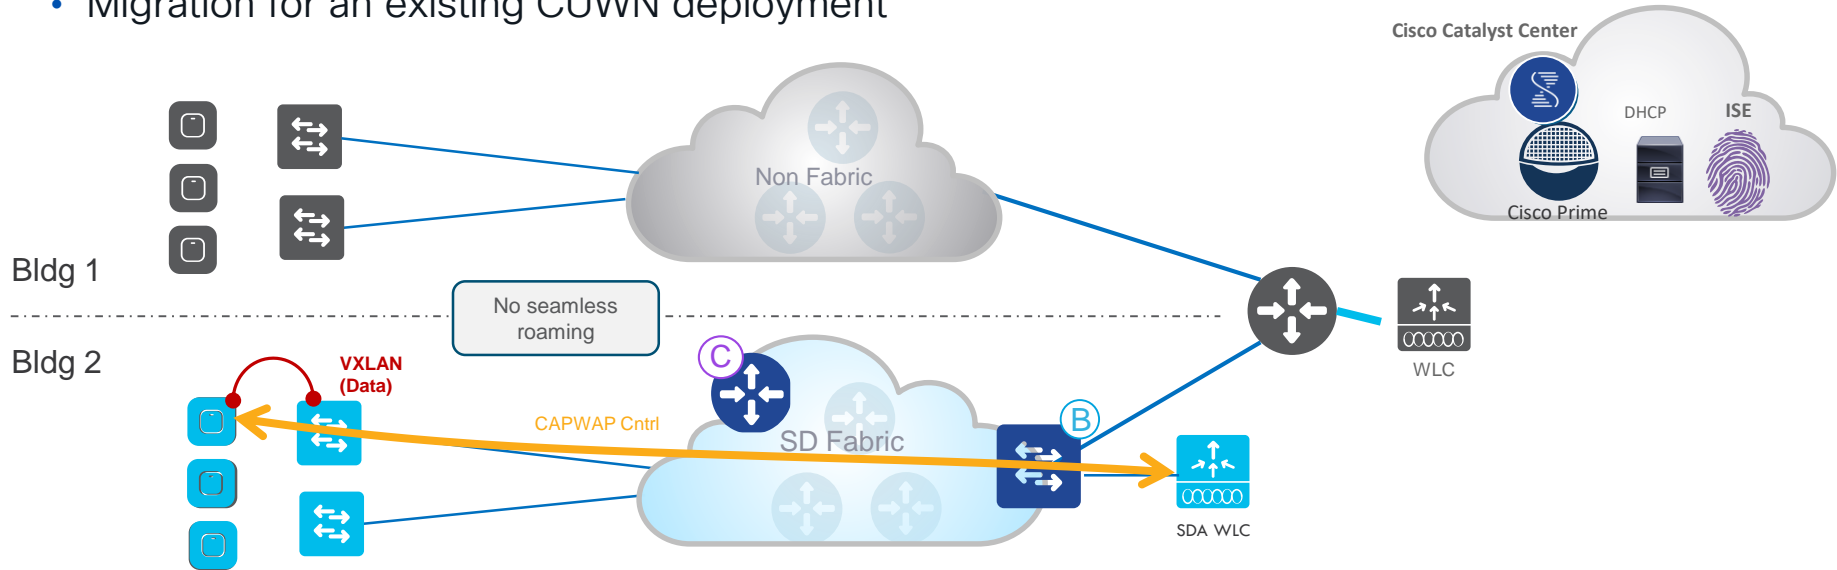 • Migration for an existing CUWN deployment
Cisco Catalyst Center
DHCP
ISE
Cisco Prime
Non Fabric
Bldg 1
No seamless
roaming
WLC
Bldg 2
VXLAN
(Data)
C
CAPWAP Cntrl
SD Fabric
B
SDA WLC